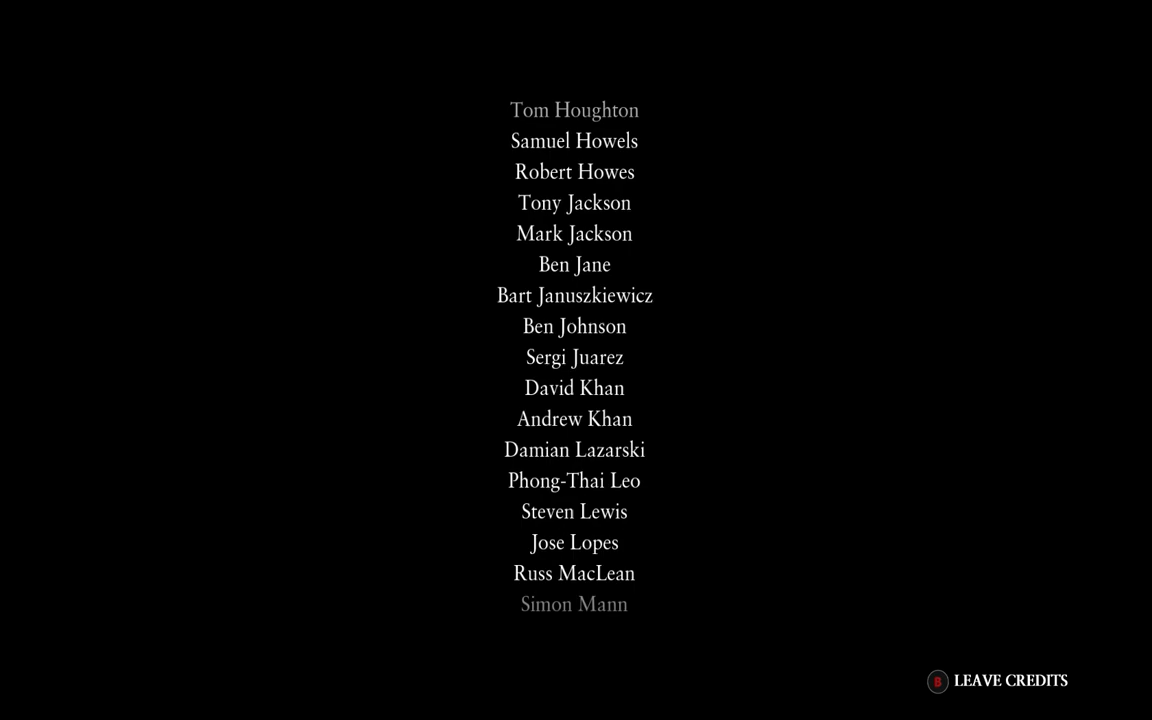 Tom Houghton
Samuel Howels
Robert Howes
Tony Jackson
Mark Jackson
Ben Jane
Bart Januszkiewicz
Ben Johnson
Sergi Juarez
David Khan
Andrew Khan
Damian Lazarski
Phong-Thai Leo
Steven Lewis
Jose Lopes
Russ MacLean
Simon Mann
B LEAVE CREDITS